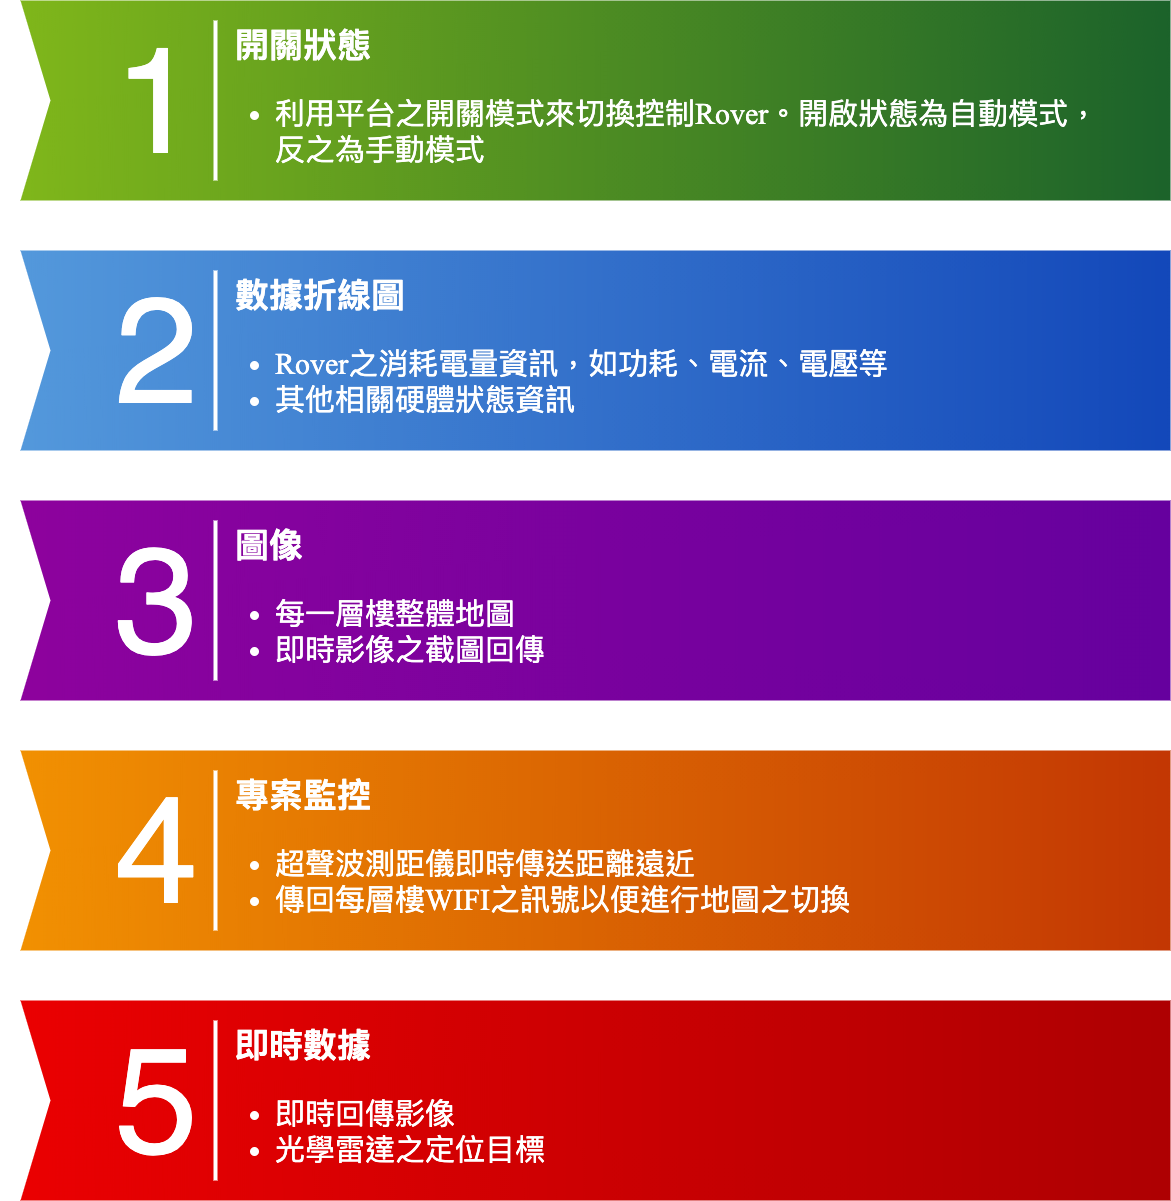 1
開關狀態
• 利用平台之開關模式來切換控制Rover。開啟狀態為自動模式，
反之為手動模式
2
數據折線圖
• Rover之消耗電量資訊，如功耗、電流、電壓等
• 其他相關硬體狀態資訊
3
圖像
• 每一層樓整體地圖
• 即時影像之截圖回傳
4
專案監控
• 超聲波測距儀即時傳送距離遠近
• 傳回每層樓WIFI之訊號以便進行地圖之切換
5
即時數據
• 即時回傳影像
• 光學雷達之定位目標